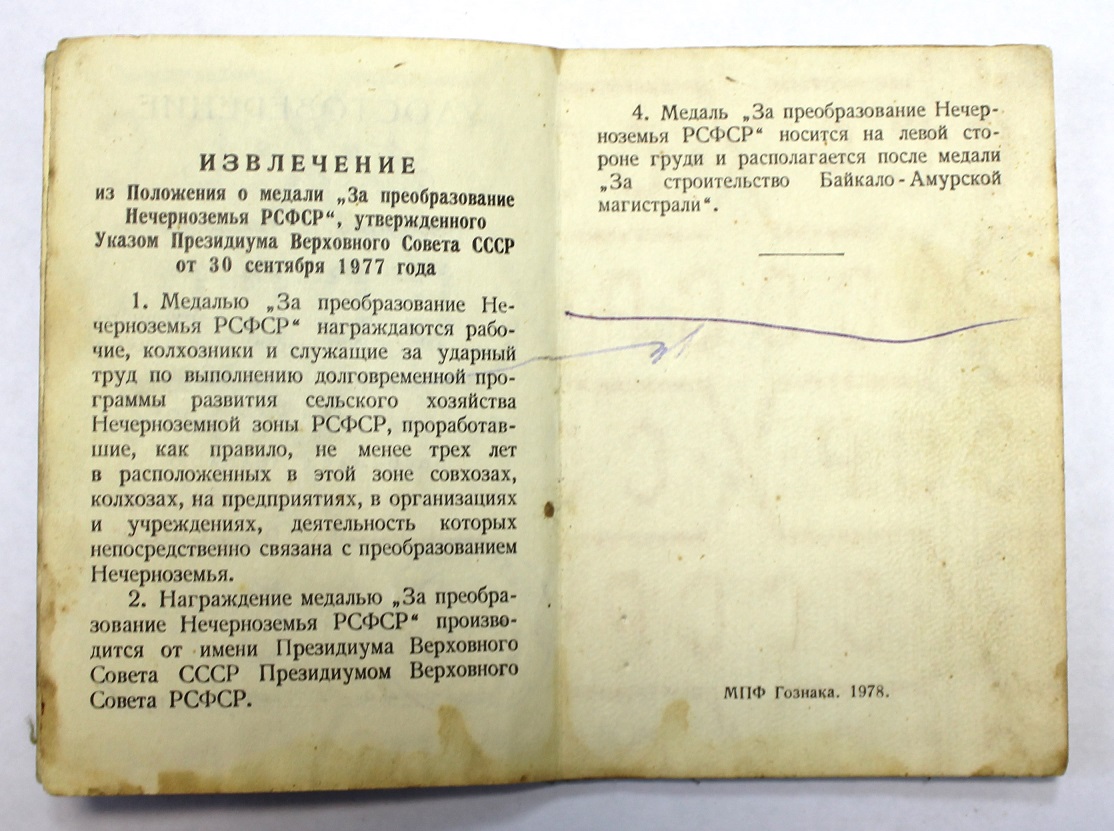 ИЗВЛЕЧЕНИЕ
из Положения о медали „За преобразование
Нечерноземья РСФСР“, утвержденного
Указом Президиума Верховного Совета СССР
от 30 сентября 1977 года
1. Медалью „За преобразование Не-
черноземья РСФСР“ награждаются рабо-
чие, колхозники и служащие за ударный
труд по выполнению долговременной про-
граммы развития сельского хозяйства
Нечерноземной зоны РСФСР, проработав-
шие, как правило, не менее трех лет
в расположенных в этой зоне совхозах,
колхозах, на предприятиях, в организациях
и учреждениях, деятельность которых
непосредственно связана с преобразованием
Нечерноземья.
2. Награждение медалью „За преобра-
зование Нечерноземья РСФСР“ произво-
дится от имени Президиума Верховного
Совета СССР Президиумом Верховного
Совета РСФСР.
4. Медаль „За преобразование Нечер-
ноземья РСФСР“ носится на левой сто-
роне груди и располагается после медали
„За строительство Байкало-Амурской
магистрали“.
МПФ Гознака. 1978.